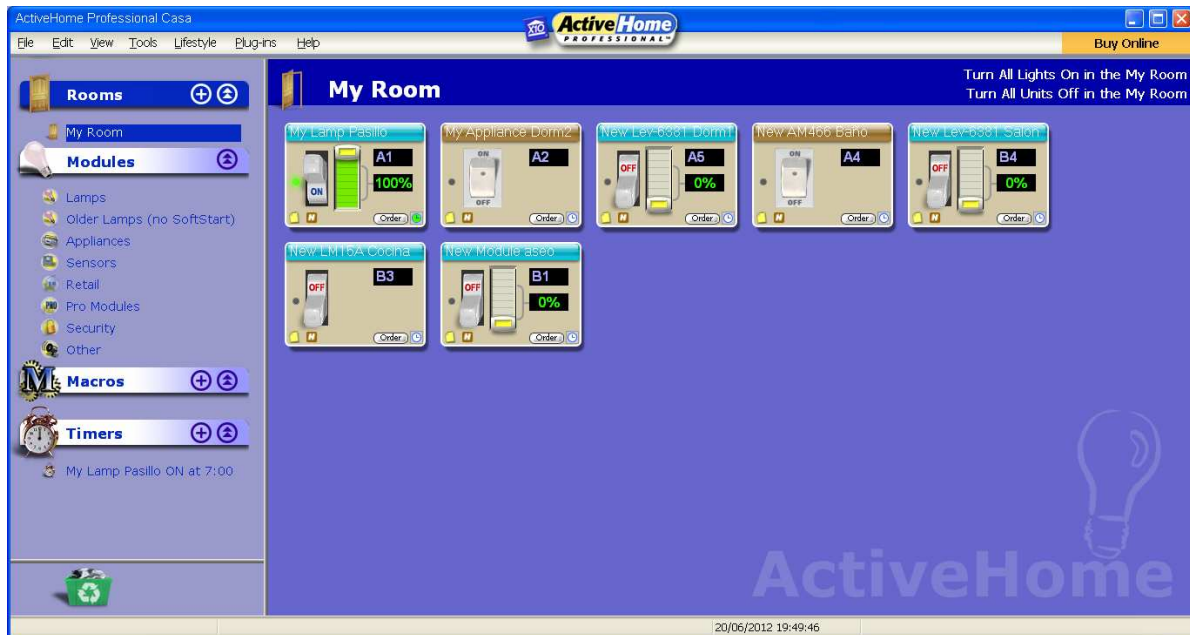 ActiveHome Professional Casa
X10 ActiveHome
PROFESSIONAL™
File Edit View Tools Lifestyle Plug-ins Help
Buy Online
Rooms
My Room
Modules
Lamps
Older Lamps (no SoftStart)
Appliances
Sensors
Retail
Pro Modules
Security
Other
Macros
Timers
My Lamp Pasillo ON at 7:00
My Room
Turn All Lights On in the My Room
Turn All Units Off in the My Room
My Lamp Pasillo
A1
100%
ON
Order
My Appliance Dorm2
ON
A2
OFF
Order
New Lev-6381 Dorm1
A5
OFF
0%
Order
New AM466 Baño
ON
A4
OFF
Order
New Lev-6381 Salon
B4
OFF
0%
Order
New LM16A Cocina
B3
OFF
Order
New Module aseo
B1
OFF
0%
Order
ActiveHome
20/06/2012 19:49:46